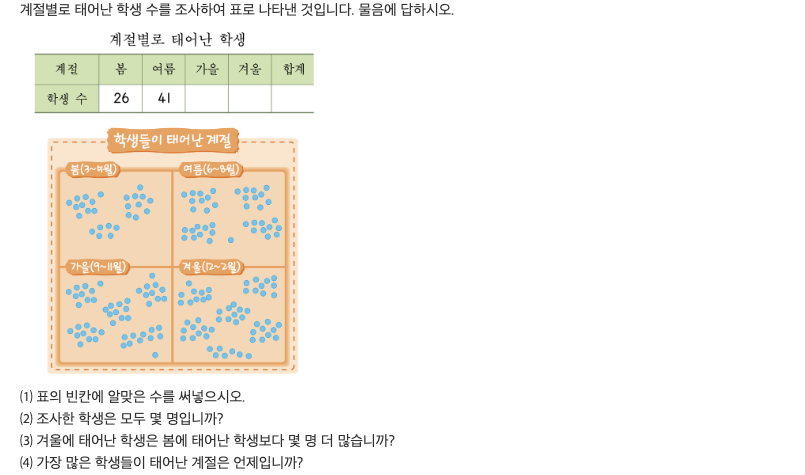 계절별로 태어난 학생 수를 조사하여 표로 나타낸 것입니다. 물음에 답하시오.
계절별로 태어난 학생
계절 봄 여름 가을 겨울 합계
학생 수 26 41
학생들이 태어난 계절
봄(3~5월) 여름(6~8월)
가을(9~11월) 겨울(12~2월)
(1) 표의 빈칸에 알맞은 수를 써넣으시오.
(2) 조사한 학생은 모두 몇 명입니까?
(3) 겨울에 태어난 학생은 봄에 태어난 학생보다 몇 명 더 많습니까?
(4) 가장 많은 학생들이 태어난 계절은 언제입니까?